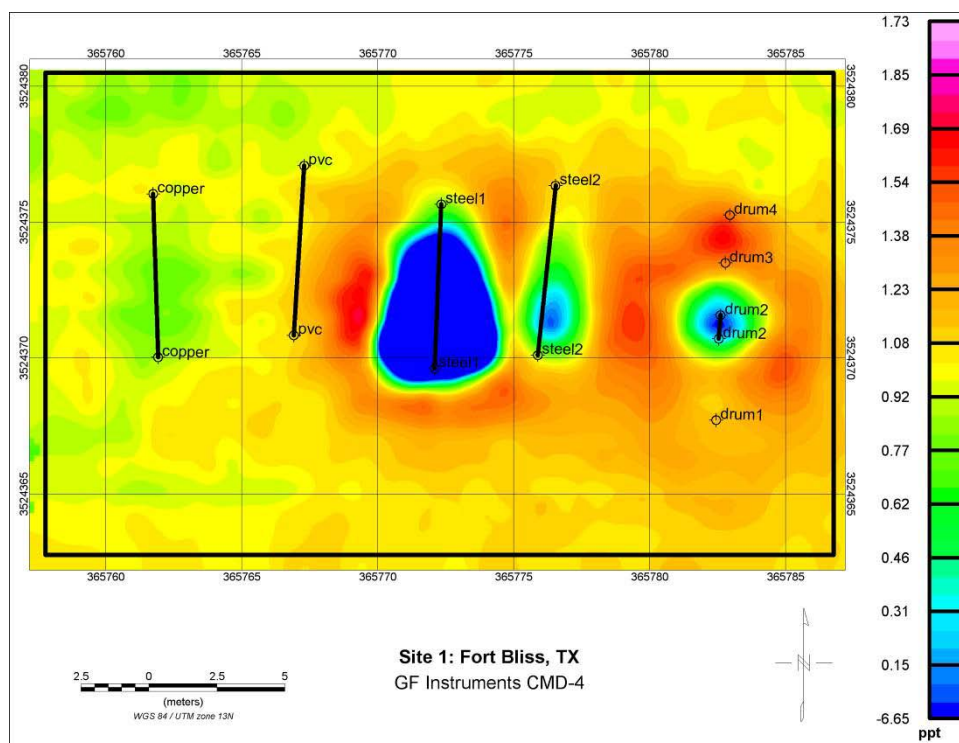 365760 365765 365770 365775 365780 365785
3524380 3524380
pvc
copper
steel2
steel1
drum4
3524375 3524375
drum3
drum2
pvc
drum2
copper
steel2
steel1
3524370 3524370
drum1
3524365 3524365
365760 365765 365770 365775 365780 365785
1.73
1.85
1.69
1.54
1.38
1.23
1.08
0.92
0.77
0.62
0.46
0.31
0.15
-6.65
ppt
Site 1: Fort Bliss, TX
GF Instruments CMD-4
2.5 0 2.5 5
(meters)
WGS 84 / UTM zone 13N
N